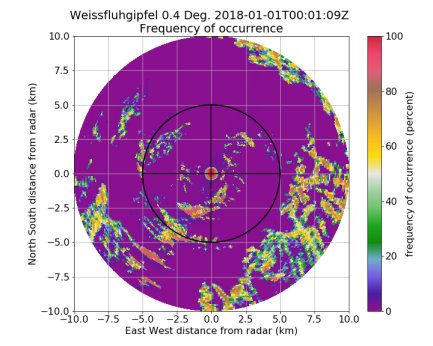 Weissfluhgipfel 0.4 Deg. 2018-01-01T00:01:09Z
Frequency of occurrence
10.0
7.5
5.0
2.5
0.0
−2.5
−5.0
−7.5
−10.0
North South distance from radar (km)
−10.0 −7.5 −5.0 −2.5 0.0 2.5 5.0 7.5 10.0
East West distance from radar (km)
100
80
60
40
20
0
frequency of occurrence (percent)